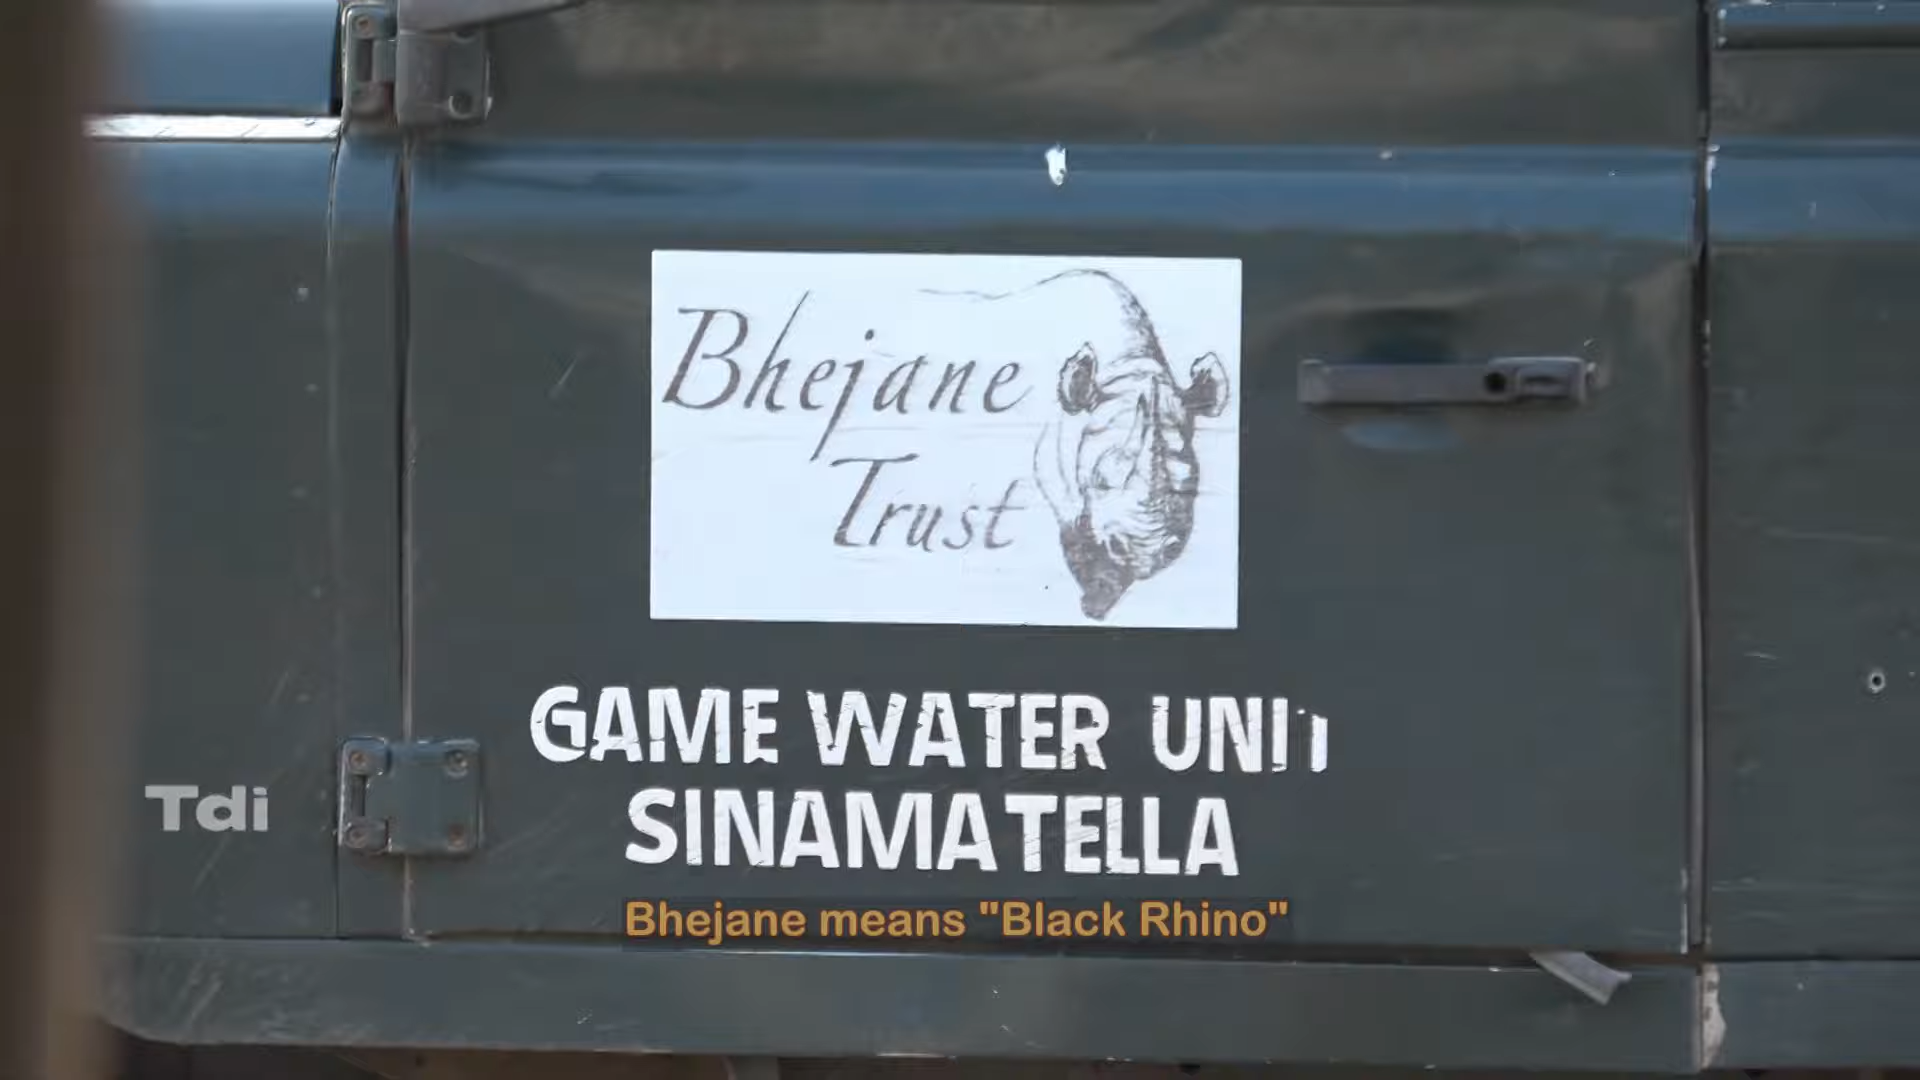 Bhejane
Trust
GAME WATER UNIT
SINAMATELLA
Tdi
Bhejane means "Black Rhino"